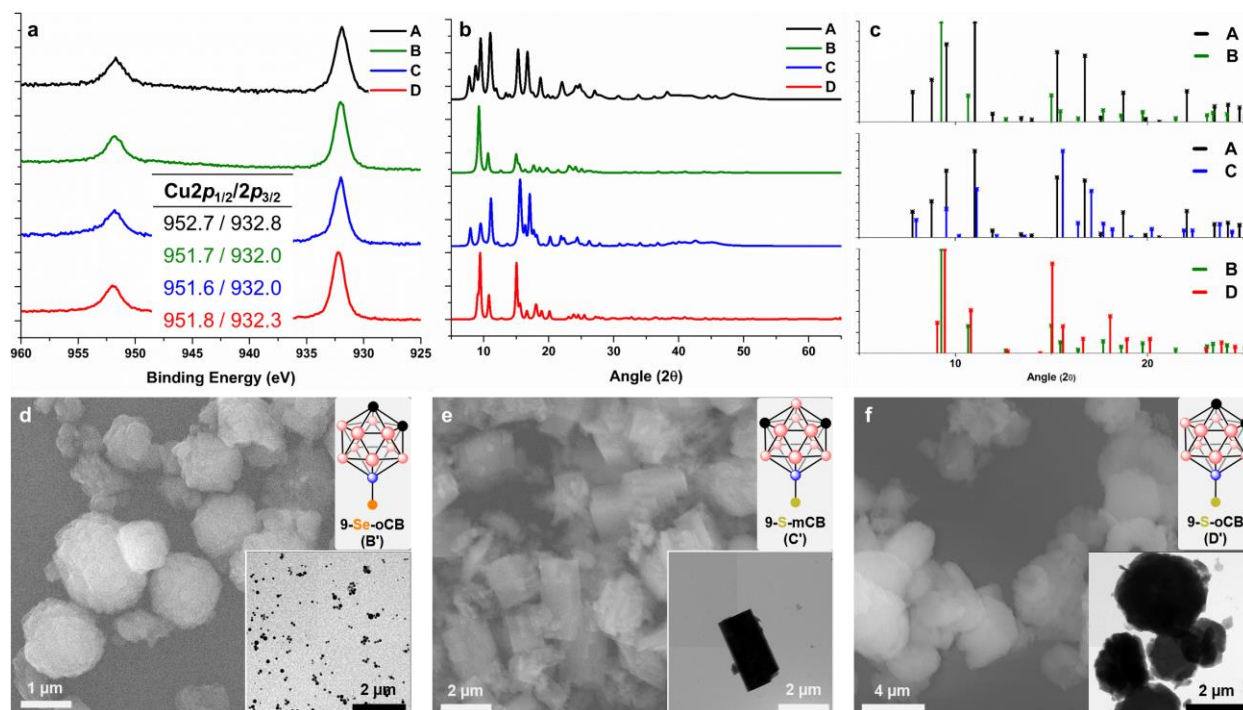 a
A
B
C
D
Cu2p1/2/2p3/2
952.7 / 932.8
951.7 / 932.0
951.6 / 932.0
951.8 / 932.3
960 955 950 945 940 935 930 925
Binding Energy (eV)
b
A
B
C
D
5 10 20 30 40 50 60
Angle (2θ)
c
A
B
A
C
B
D
10 20
Angle (2θ)
d
9-Se-oCB
(B')
1 µm
2 µm
e
9-S-mCB
(C')
2 µm
2 µm
f
9-S-oCB
(D')
4 µm
2 µm